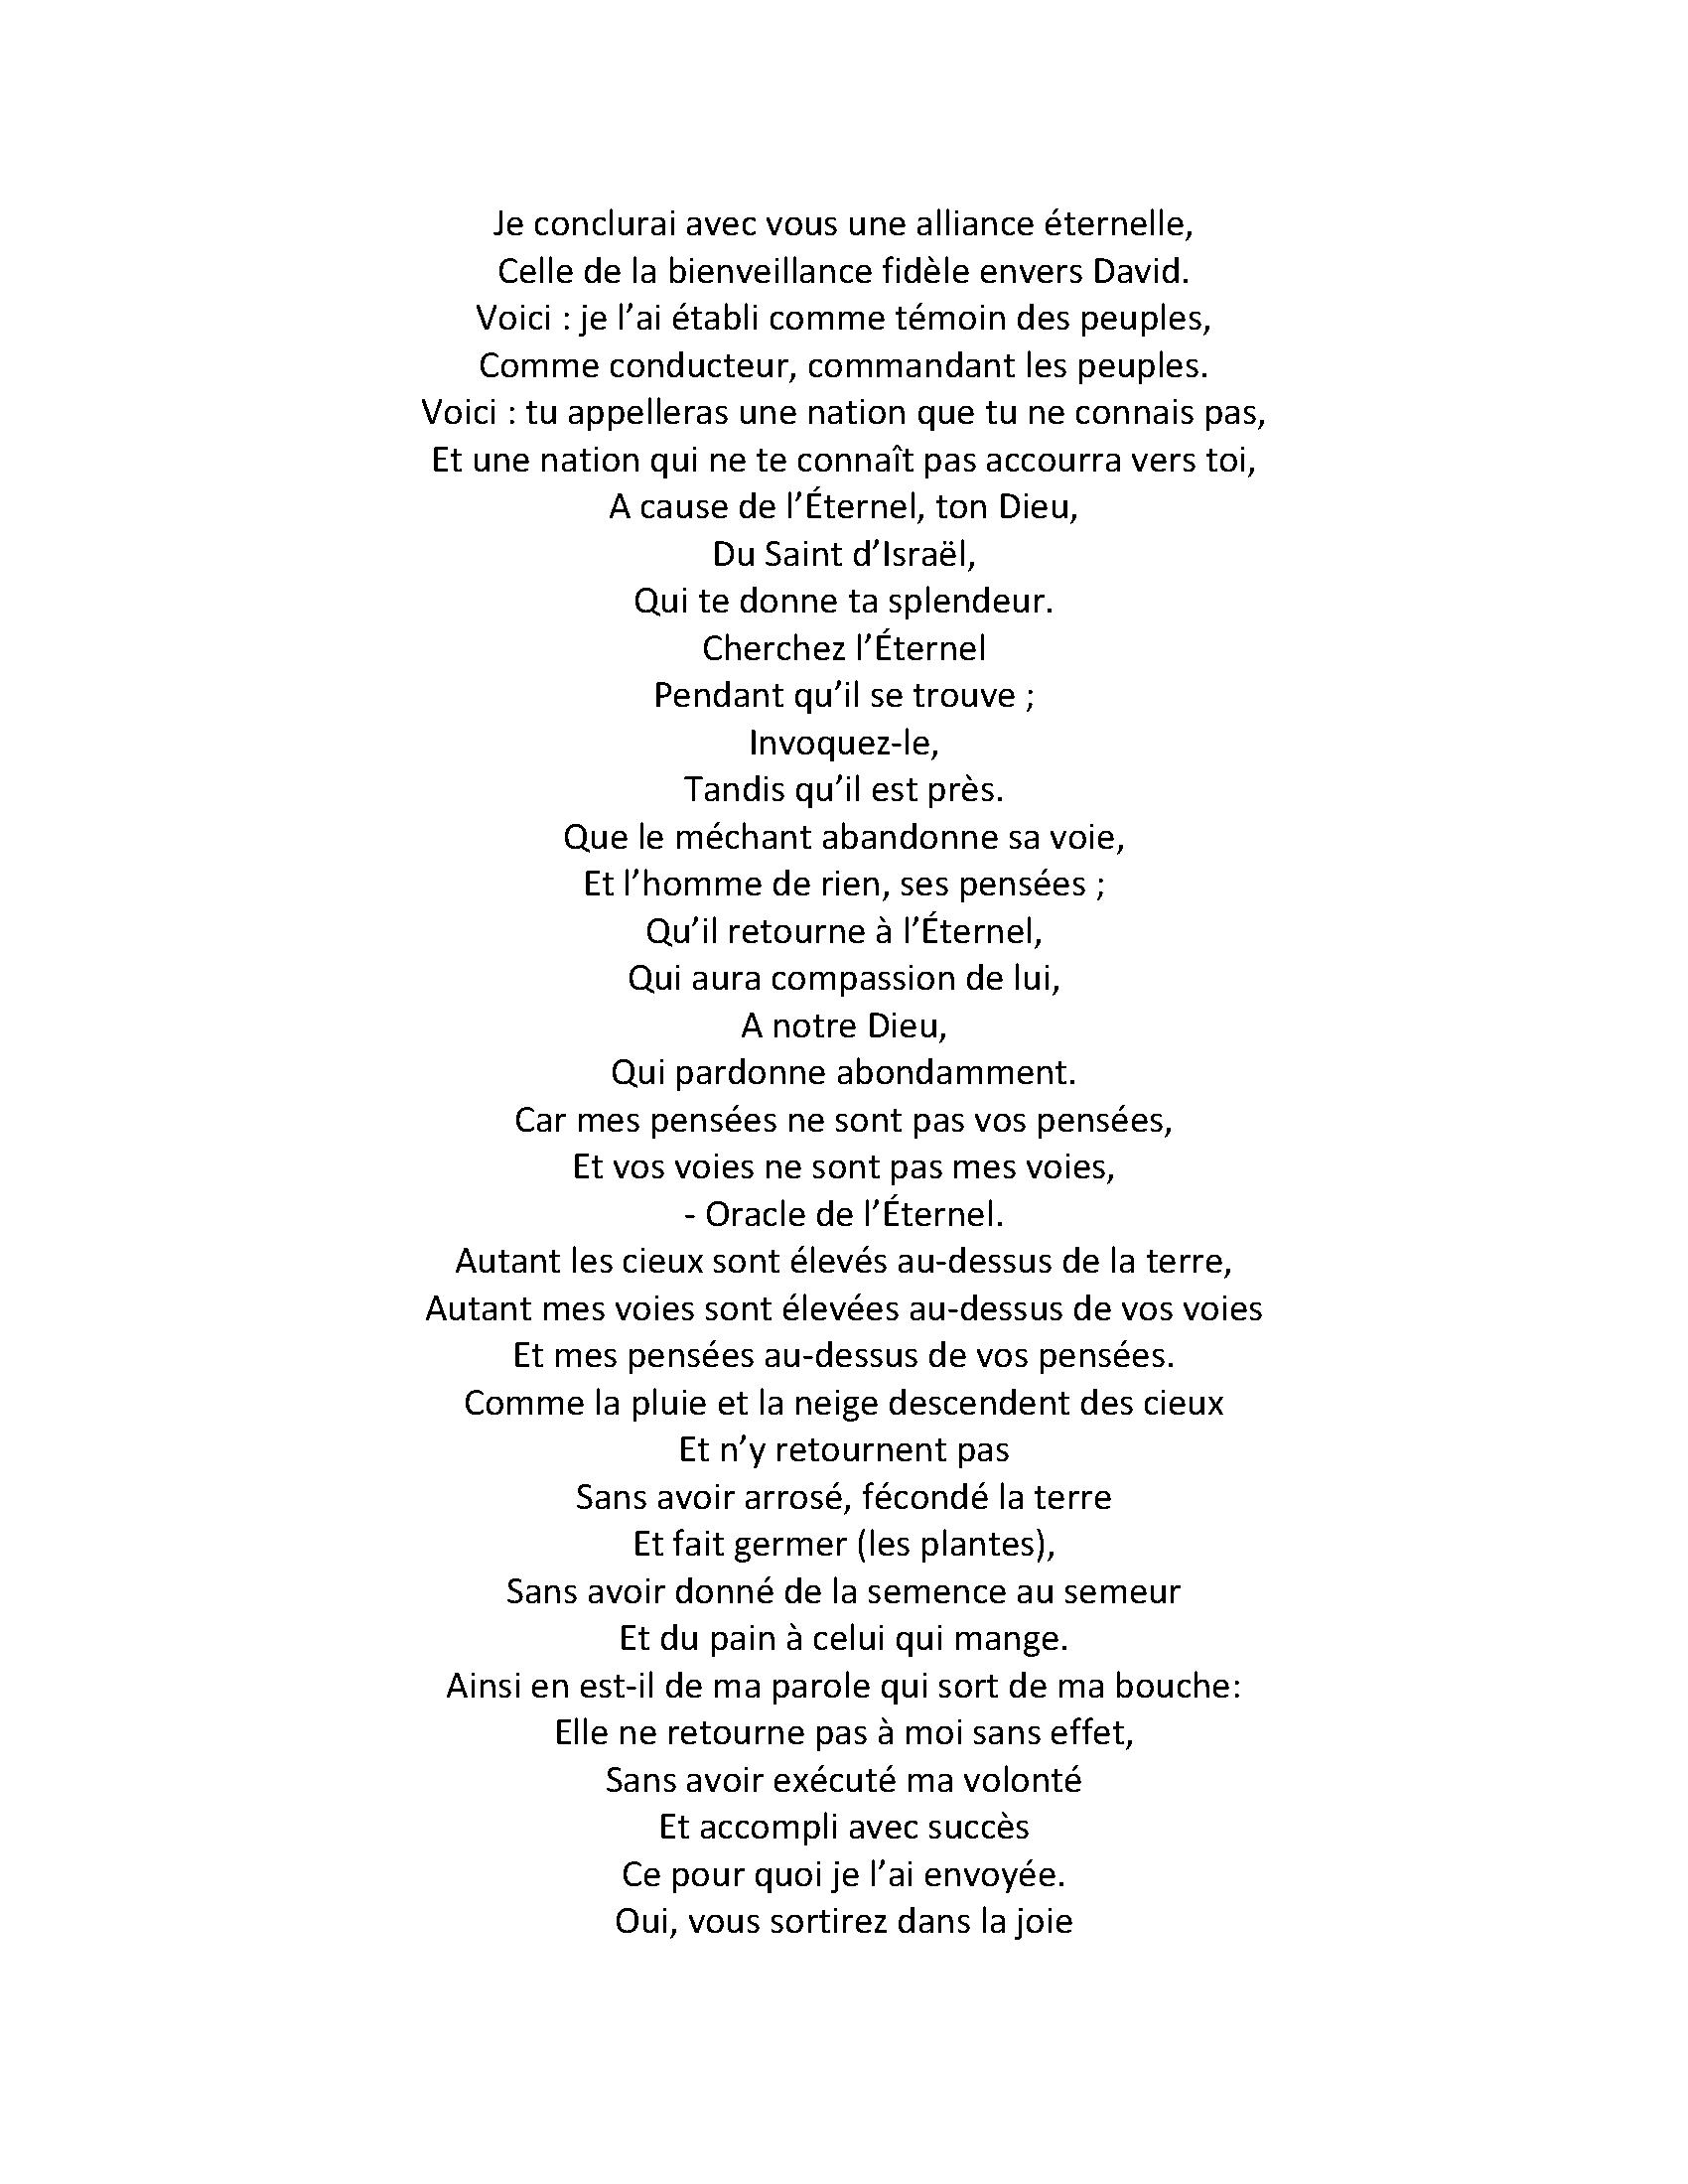 Je conclurai avec vous une alliance éternelle,
Celle de la bienveillance fidèle envers David.
Voici : je l’ai établi comme témoin des peuples,
Comme conducteur, commandant les peuples.
Voici : tu appelleras une nation que tu ne connais pas,
Et une nation qui ne te connaît pas accourra vers toi,
A cause de l’Éternel, ton Dieu,
Du Saint d’Israël,
Qui te donne ta splendeur.
Cherchez l’Éternel
Pendant qu’il se trouve ;
Invoquez-le,
Tandis qu’il est près.
Que le méchant abandonne sa voie,
Et l’homme de rien, ses pensées ;
Qu’il retourne à l’Éternel,
Qui aura compassion de lui,
A notre Dieu,
Qui pardonne abondamment.
Car mes pensées ne sont pas vos pensées,
Et vos voies ne sont pas mes voies,
- Oracle de l’Éternel.
Autant les cieux sont élevés au-dessus de la terre,
Autant mes voies sont élevées au-dessus de vos voies
Et mes pensées au-dessus de vos pensées.
Comme la pluie et la neige descendent des cieux
Et n’y retournent pas
Sans avoir arrosé, fécondé la terre
Et fait germer (les plantes),
Sans avoir donné de la semence au semeur
Et du pain à celui qui mange.
Ainsi en est-il de ma parole qui sort de ma bouche:
Elle ne retourne pas à moi sans effet,
Sans avoir exécuté ma volonté
Et accompli avec succès
Ce pour quoi je l’ai envoyée.
Oui, vous sortirez dans la joie